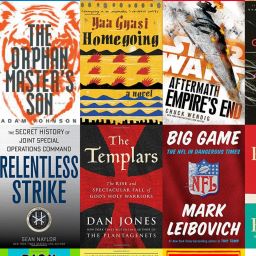 THE
ORPHAN
MASTER'S
SON
ADAM JOHNSON
Yaa Gyasi
Homegoing
a novel
STAR
WARS
AFTERMATH
EMPIRE'S END
CHUCK WENDIG
THE SECRET HISTORY OF
JOINT SPECIAL
OPERATIONS COMMAND
RELENTLESS
STRIKE
SEAN NAYLOR
The
Templars
THE RISE and
SPECTACULAR FALL of
GOD'S HOLY WARRIORS
DAN JONES
THE PLANTAGENETS
BIG GAME
THE NFL IN DANGEROUS TIMES
NFL
MARK
LEIBOVICH